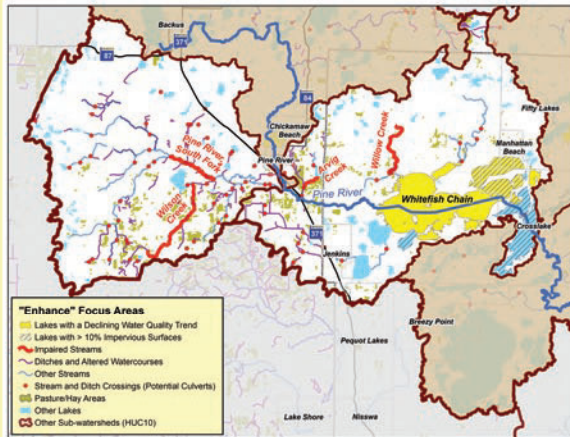 Backus
371
87
84
Fifty Lakes
Chickamaw
Beach
Manhattan
Beach
Pine River
South Fork
Pine River
Arvig
Creek
Willow Creek
Wilson
Creek
Pine River
Whitefish Chain
Crosslake
371
Jenkins
Breezy Point
Pequot Lakes
Lake Shore
Nisswa
"Enhance" Focus Areas
Lakes with a Declining Water Quality Trend
Lakes with > 10% Impervious Surfaces
Impaired Streams
Ditches and Altered Watercourses
Other Streams
Stream and Ditch Crossings (Potential Culverts)
Pasture/Hay Areas
Other Lakes
Other Sub-watersheds (HUC10)